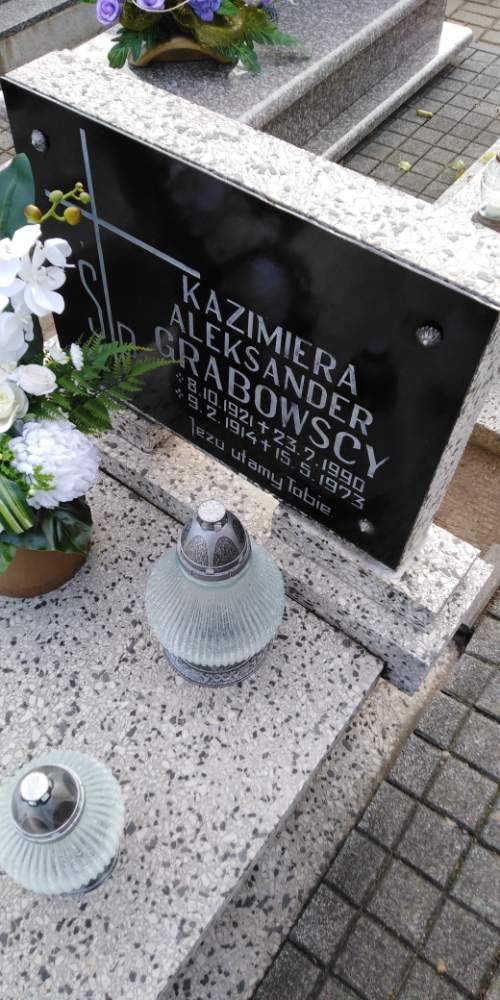 Ś P.
KAZIMIERA
ALEKSANDER
GRABOWSCY
* 8.10.1921 + 23.7.1990
* 9.2.1914 + 15.5.1973
Jezu ufamy Tobie